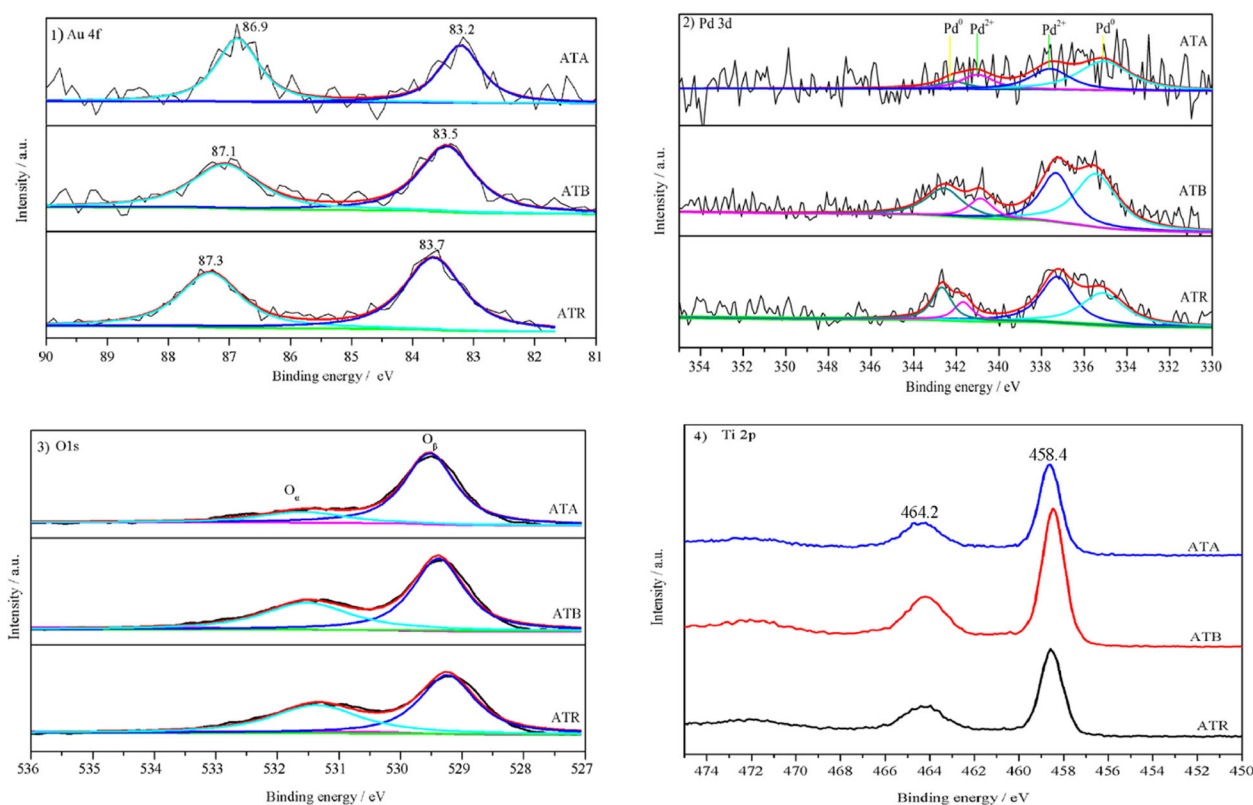 1) Au 4f
86.9
83.2
ATA
87.1
83.5
ATB
87.3
83.7
ATR
Intensity / a.u.
90 89 88 87 86 85 84 83 82 81
Binding energy / eV
2) Pd 3d
Pd0 Pd2+ Pd2+ Pd0
ATA
ATB
ATR
Intensity / a.u.
354 352 350 348 346 344 342 340 338 336 334 332 330
Binding energy / eV
3) O1s
Oα
Oβ
ATA
ATB
ATR
Intensity / a.u.
536 535 534 533 532 531 530 529 528 527
Binding energy / eV
4) Ti 2p
458.4
464.2
ATA
ATB
ATR
Intensity / a.u.
474 472 470 468 466 464 462 460 458 456 454 452 450
Binding energy / eV